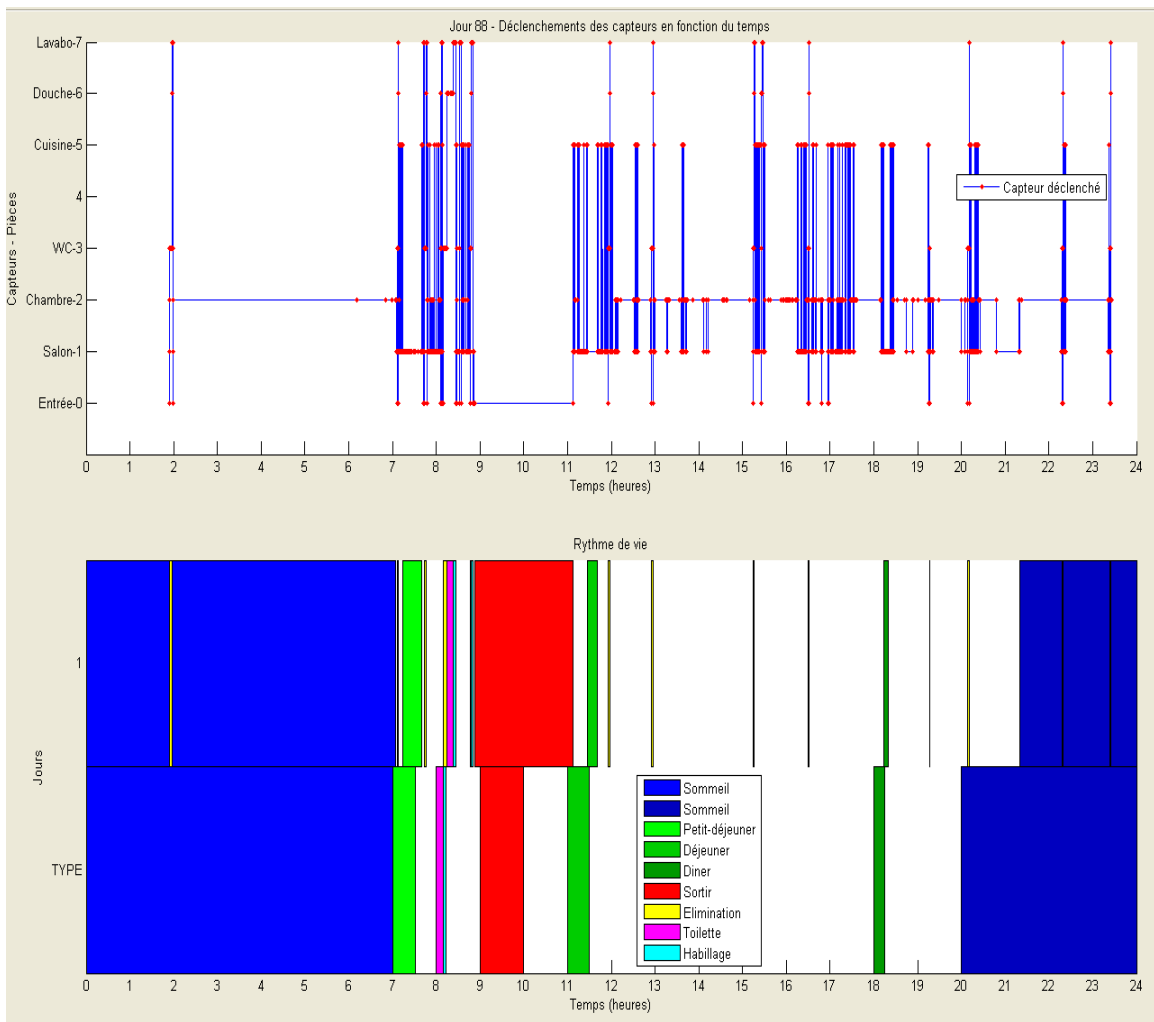 Jour 88 - Déclenchements des capteurs en fonction du temps
Capteurs - Pièces
Lavabo-7
Douche-6
Cuisine-5
4
WC-3
Chambre-2
Salon-1
Entrée-0
Capteur déclenché
0 1 2 3 4 5 6 7 8 9 10 11 12 13 14 15 16 17 18 19 20 21 22 23 24
Temps (heures)
Rythme de vie
Jours
1
TYPE
Sommeil
Sommeil
Petit-déjeuner
Déjeuner
Diner
Sortir
Elimination
Toilette
Habillage
0 1 2 3 4 5 6 7 8 9 10 11 12 13 14 15 16 17 18 19 20 21 22 23 24
Temps (heures)